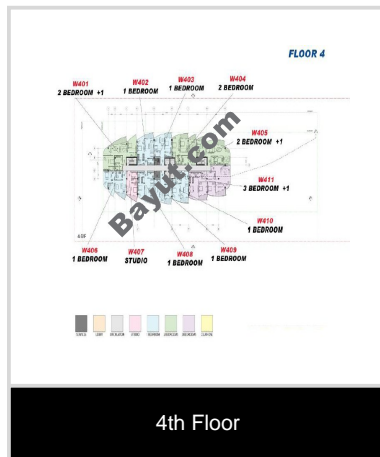 FLOOR 4
W401
2 BEDROOM +1
W402
1 BEDROOM
W403
1 BEDROOM
W404
2 BEDROOM
W405
2 BEDROOM +1
W411
3 BEDROOM +1
W410
1 BEDROOM
W409
1 BEDROOM
W408
1 BEDROOM
W407
STUDIO
W406
1 BEDROOM
Bayut.com
4th Floor